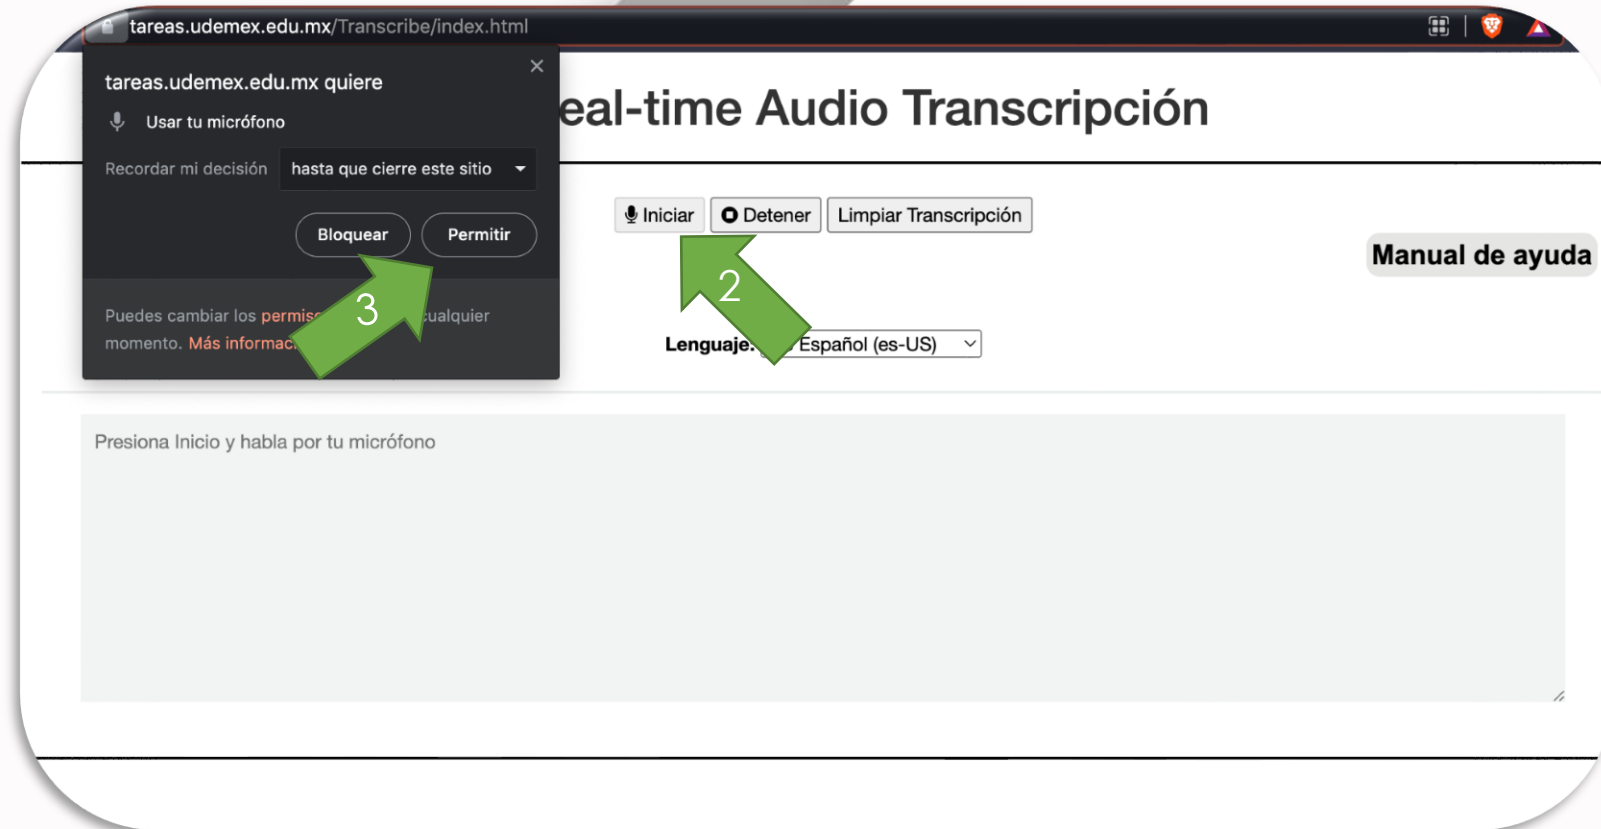 tareas.udemex.edu.mx/Transcribe/index.html
tareas.udemex.edu.mx quiere
Usar tu micrófono
Recordar mi decisión hasta que cierre este sitio
Bloquear Permitir
Puedes cambiar los cualquier
momento. Más
3
eal-time Audio Transcripción
Iniciar Detener Limpiar Transcripción
2
Manual de ayuda
Lenguaje: Español (es-US)
Presiona Inicio y habla por tu micrófono